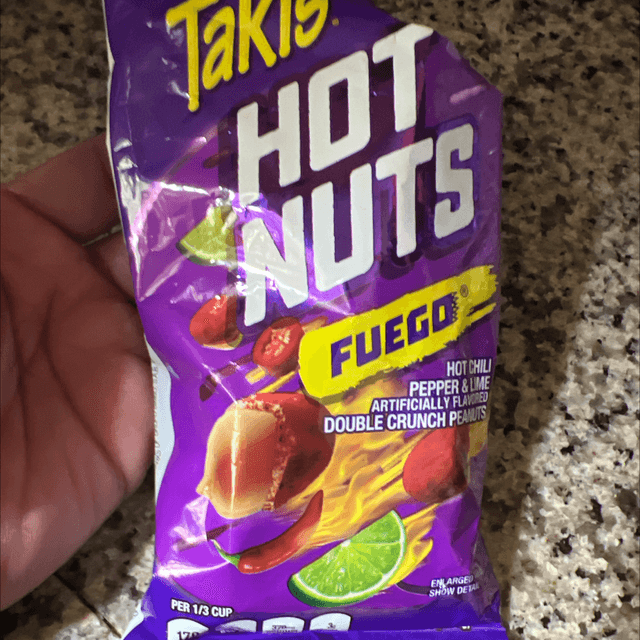 Takis®
HOT
NUTS
FUEGO®
HOT CHILI
PEPPER & LIME
ARTIFICIALLY FLAVORED
DOUBLE CRUNCH PEANUTS
ENLARGED
SHOW DETAIL
PER 1/3 CUP